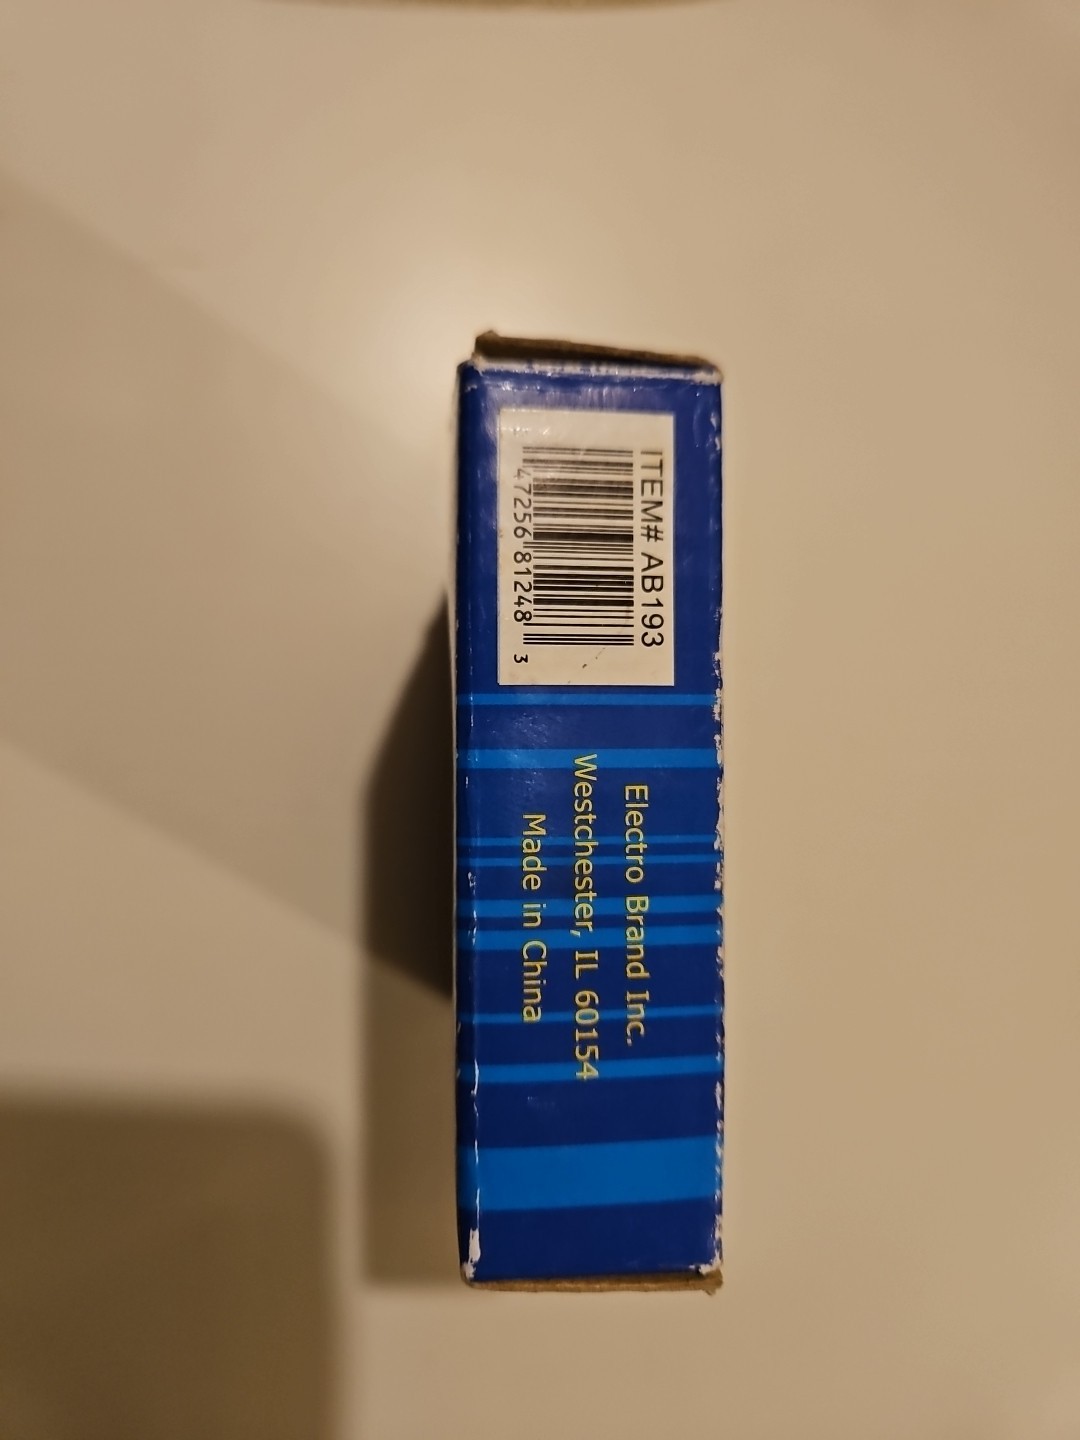 ITEM# AB193
47256 81248 3
Electro Brand Inc.
Westchester, IL 60154
Made in China